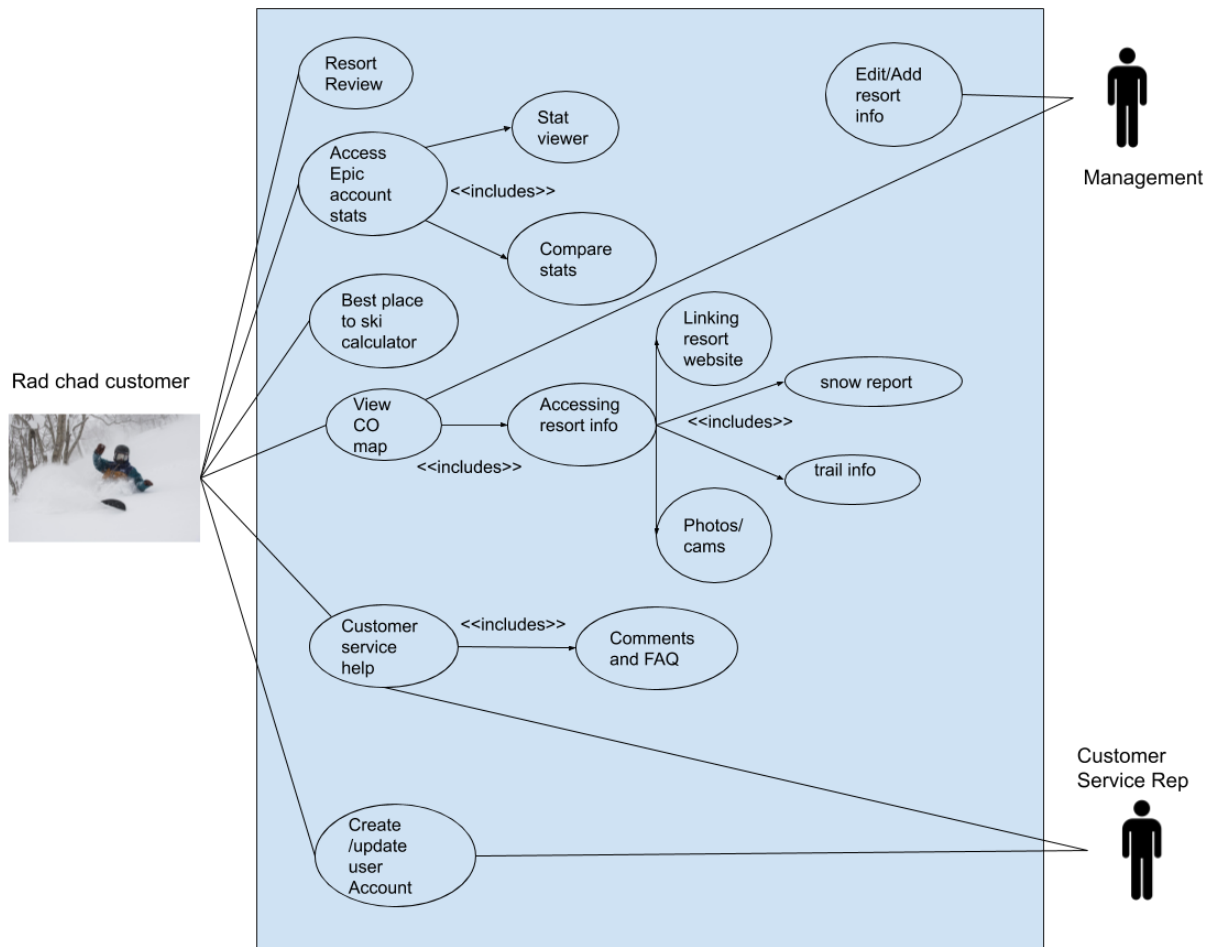 Resort
Review
Edit/Add
resort
info
Stat
viewer
Access
Epic
account
stats
<<includes>>
Management
Compare
stats
Best place
to ski
calculator
Linking
resort
website
Rad chad customer
snow report
View
CO
map
Accessing
resort info
<<includes>>
<<includes>>
trail info
Photos/
cams
Customer
service
help
<<includes>>
Comments
and FAQ
Customer
Service Rep
Create
/update
user
Account